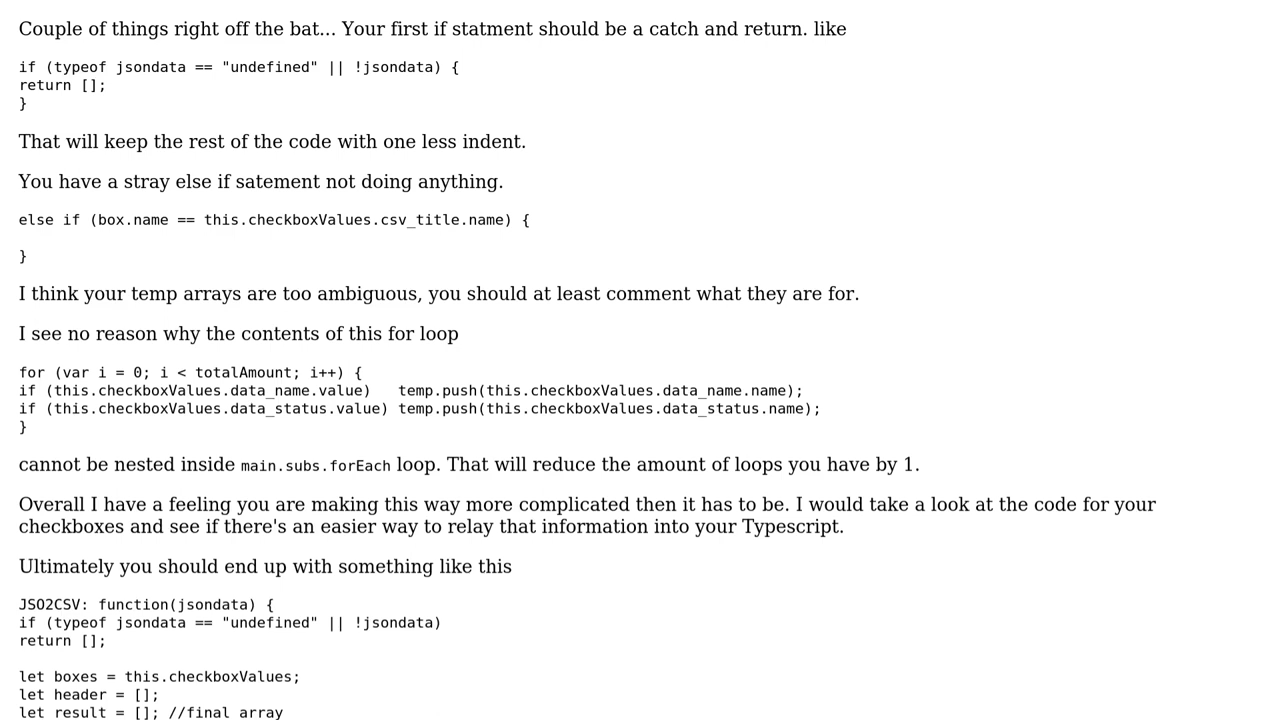 Couple of things right off the bat... Your first if statment should be a catch and return. like
if (typeof jsondata == "undefined" || !jsondata) {
return [];
}
That will keep the rest of the code with one less indent.
You have a stray else if satement not doing anything.
else if (box.name == this.checkboxValues.csv_title.name) {
}
I think your temp arrays are too ambiguous, you should at least comment what they are for.
I see no reason why the contents of this for loop
for (var i = 0; i < totalAmount; i++) {
if (this.checkboxValues.data_name.value)   temp.push(this.checkboxValues.data_name.name);
if (this.checkboxValues.data_status.value) temp.push(this.checkboxValues.data_status.name);
}
cannot be nested inside main.subs.forEach loop. That will reduce the amount of loops you have by 1.
Overall I have a feeling you are making this way more complicated then it has to be. I would take a look at the code for your
checkboxes and see if there's an easier way to relay that information into your Typescript.
Ultimately you should end up with something like this
JSO2CSV: function(jsondata) {
if (typeof jsondata == "undefined" || !jsondata)
return [];
let boxes = this.checkboxValues;
let header = [];
let result = []; //final array